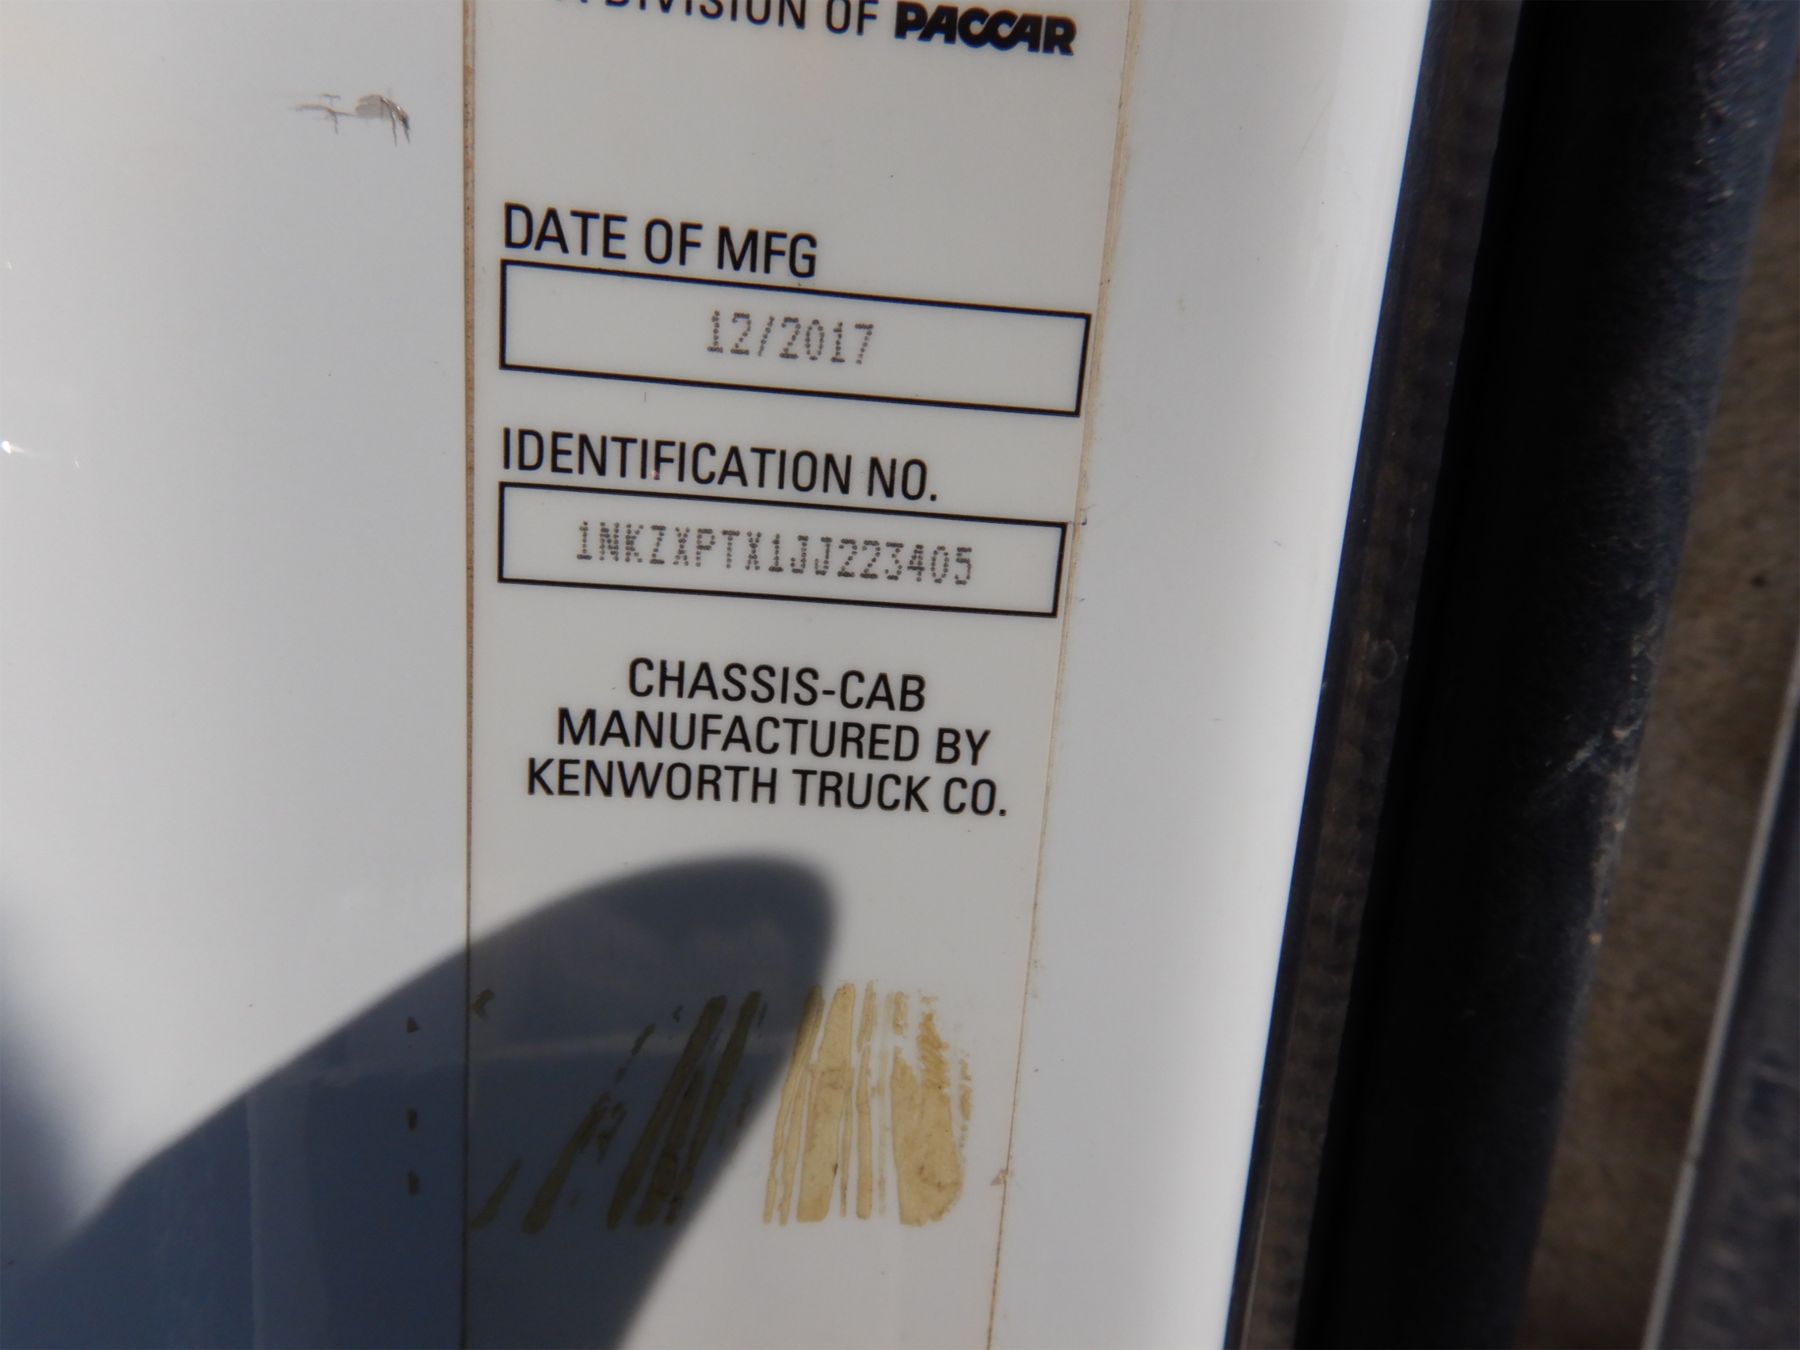 A DIVISION OF PACCAR
DATE OF MFG
12/2017
IDENTIFICATION NO.
1NKZXPTX1JJ223405
CHASSIS-CAB
MANUFACTURED BY
KENWORTH TRUCK CO.